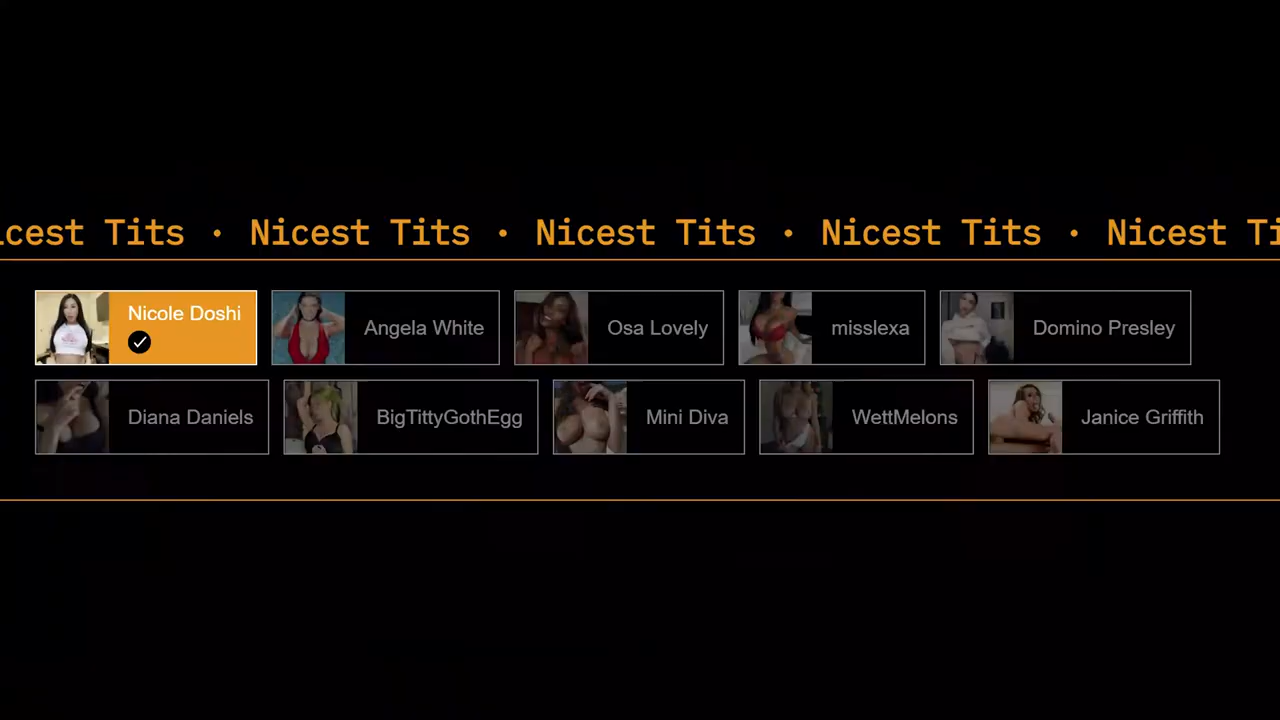 icest Tits · Nicest Tits · Nicest Tits · Nicest Tits · Nicest Ti
Nicole Doshi
Angela White
Osa Lovely
misslexa
Domino Presley
Diana Daniels
BigTittyGothEgg
Mini Diva
WettMelons
Janice Griffith